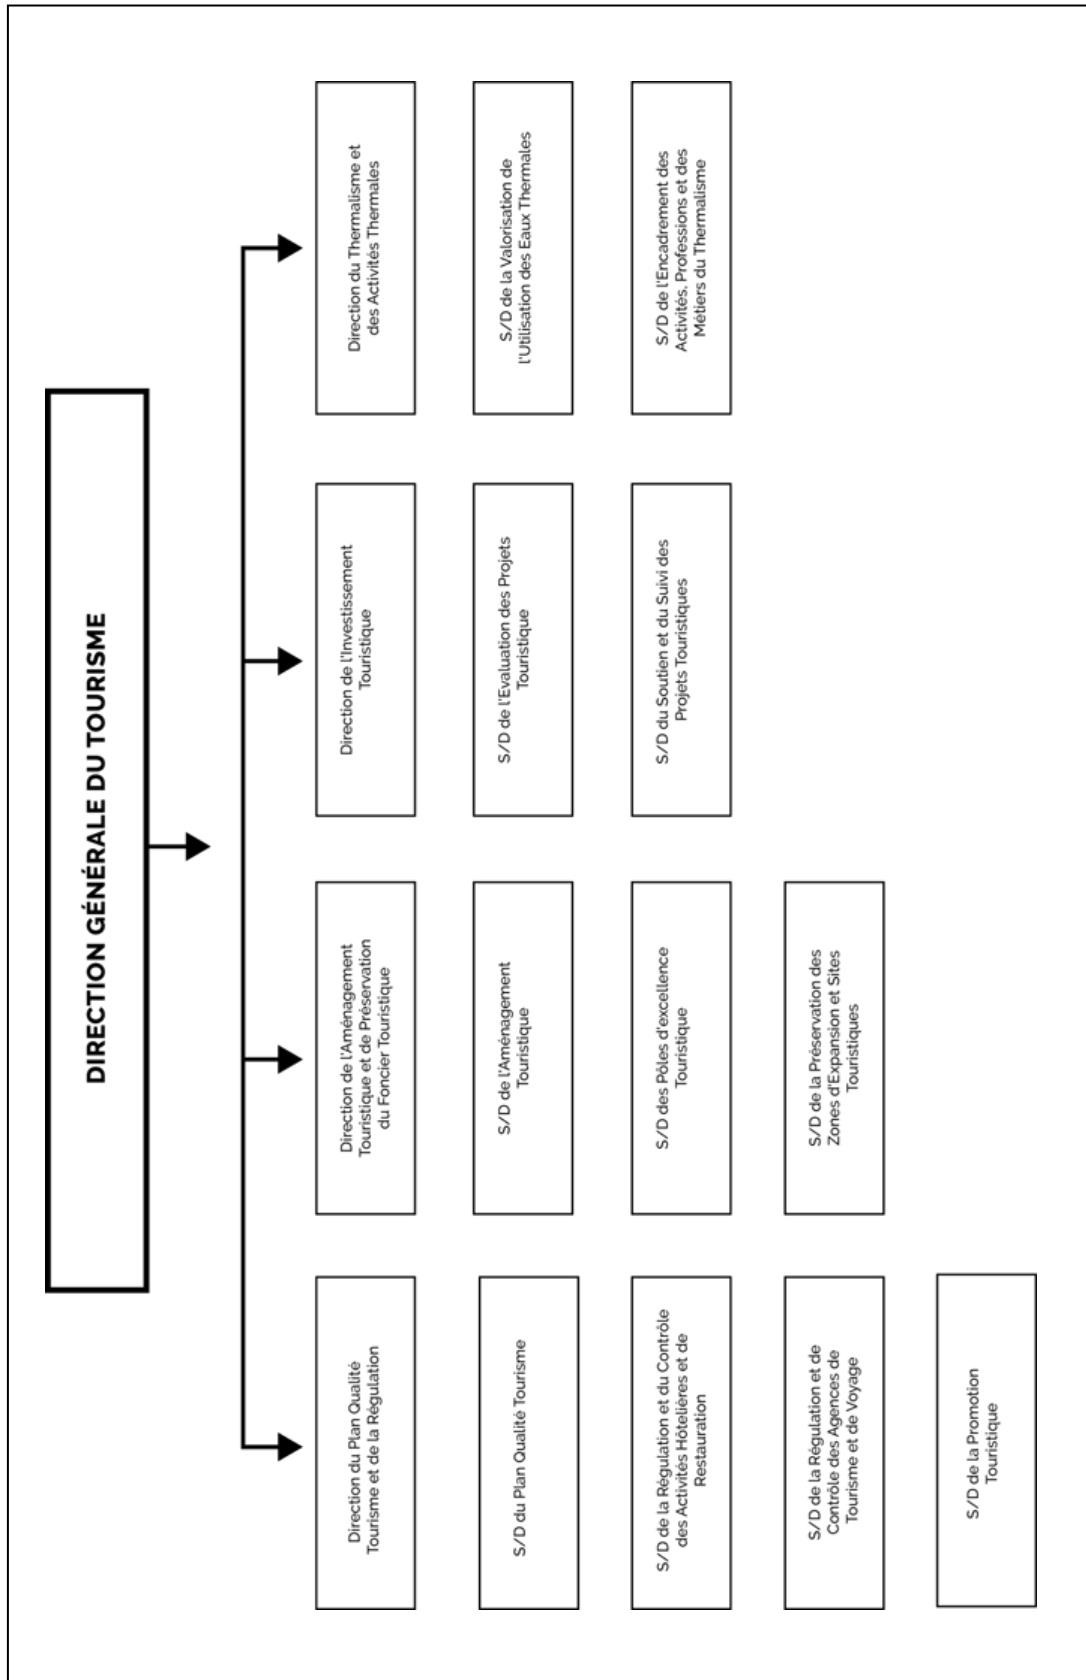 DIRECTION GÉNÉRALE DU TOURISME
Direction du Plan Qualité
Tourisme et de la Régulation
S/D du Plan Qualité Tourisme
S/D de la Régulation et du Contrôle
des Activités Hôtelières et de
Restauration
S/D de la Régulation et de
Contrôle des Agences de
Tourisme et de Voyage
S/D de la Promotion
Touristique
Direction de l'Aménagement
Touristique et de Préservation
du Foncier Touristique
S/D de l'Aménagement
Touristique
S/D des Pôles d'excellence
Touristique
S/D de la Préservation des
Zones d'Expansion et Sites
Touristiques
Direction de l'Investissement
Touristique
S/D de l'Evaluation des Projets
Touristique
S/D du Soutien et du Suivi des
Projets Touristiques
Direction du Thermalisme et
des Activités Thermales
S/D de la Valorisation de
l'Utilisation des Eaux Thermales
S/D de l'Encadrement des
Activités, Professions et des
Métiers du Thermalisme